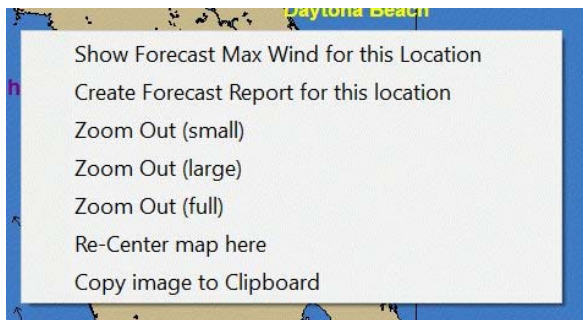 Daytona Beach
Show Forecast Max Wind for this Location
h
Create Forecast Report for this location
Zoom Out (small)
Zoom Out (large)
Zoom Out (full)
Re-Center map here
Copy image to Clipboard